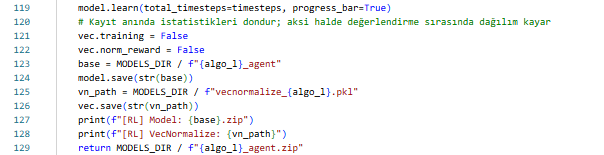 119 model.learn(total_timesteps=timesteps, progress_bar=True)
120 # Kayıt anında istatistikleri dondur; aksi halde değerlendirme sırasında dağılım kayar
121 vec.training = False
122 vec.norm_reward = False
123 base = MODELS_DIR / f"{algo_l}_agent"
124 model.save(str(base))
125 vn_path = MODELS_DIR / f"vecnormalize_{algo_l}.pkl"
126 vec.save(str(vn_path))
127 print(f"[RL] Model: {base}.zip")
128 print(f"[RL] VecNormalize: {vn_path}")
129 return MODELS_DIR / f"{algo_l}_agent.zip"